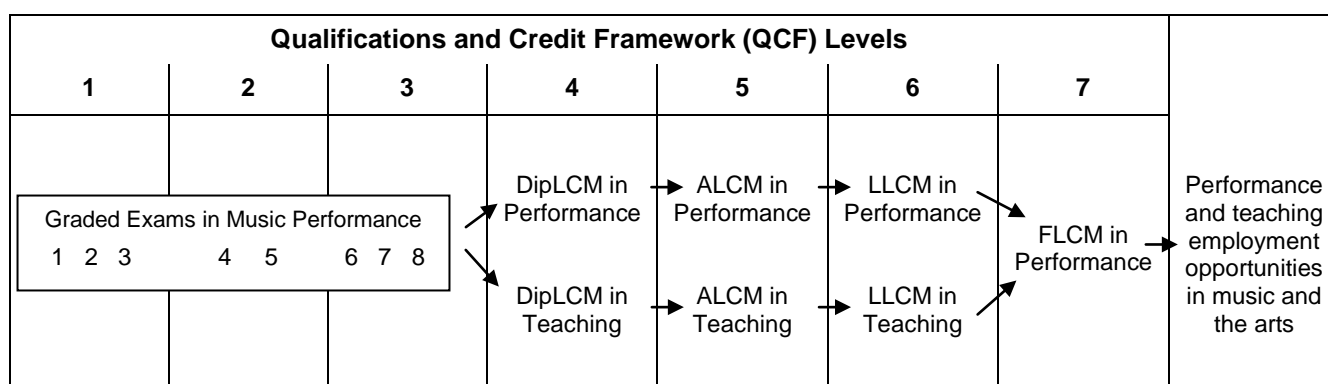 Qualifications and Credit Framework (QCF) Levels
1 2 3 4 5 6 7
Graded Exams in Music Performance
1 2 3 4 5 6 7 8
DipLCM in
Performance
ALCM in
Performance
LLCM in
Performance
DipLCM in
Teaching
ALCM in
Teaching
LLCM in
Teaching
FLCM in
Performance
Performance
and teaching
employment
opportunities
in music and
the arts